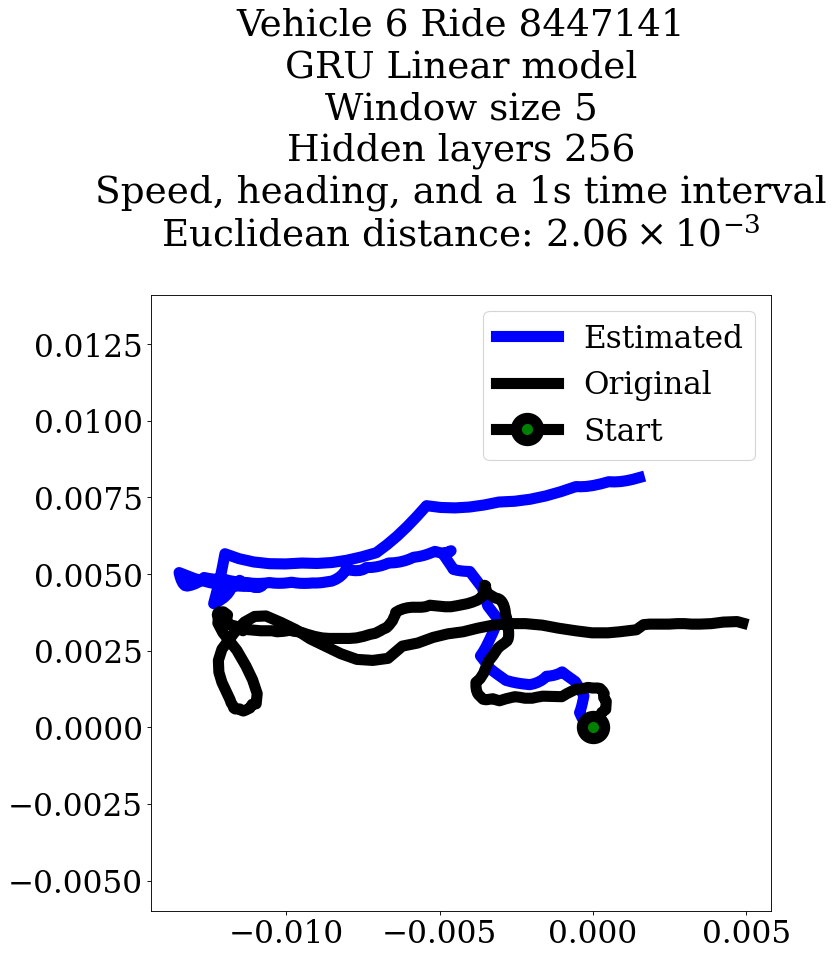 Vehicle 6 Ride 8447141
GRU Linear model
Window size 5
Hidden layers 256
Speed, heading, and a 1s time interval
Euclidean distance: 2.06 × 10⁻³
Estimated
Original
Start
0.0125
0.0100
0.0075
0.0050
0.0025
0.0000
−0.0025
−0.0050
−0.010 −0.005 0.000 0.005